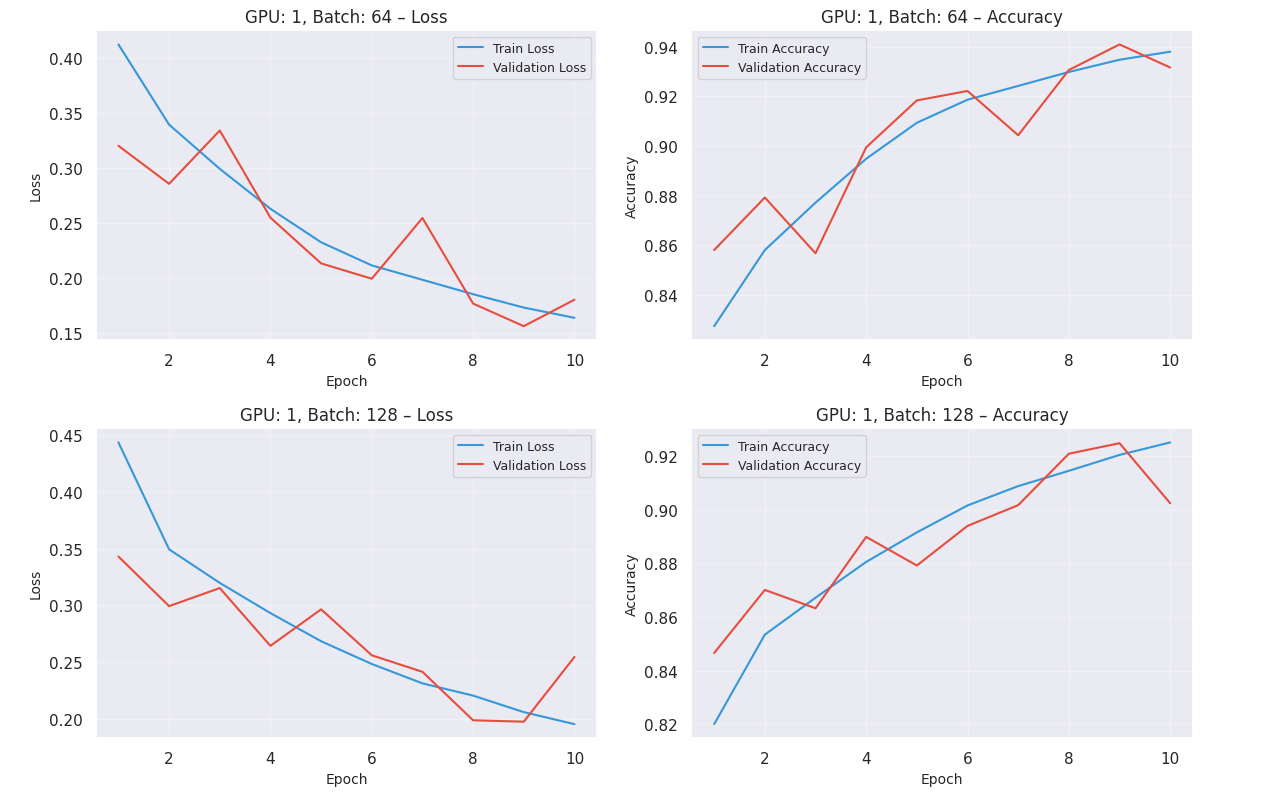 GPU: 1, Batch: 64 – Loss
0.40
0.35
0.30
0.25
0.20
0.15
Loss
Train Loss
Validation Loss
2 4 6 8 10
Epoch
GPU: 1, Batch: 64 – Accuracy
0.94
0.92
0.90
0.88
0.86
0.84
Accuracy
Train Accuracy
Validation Accuracy
2 4 6 8 10
Epoch
GPU: 1, Batch: 128 – Loss
0.45
0.40
0.35
0.30
0.25
0.20
Loss
Train Loss
Validation Loss
2 4 6 8 10
Epoch
GPU: 1, Batch: 128 – Accuracy
0.92
0.90
0.88
0.86
0.84
0.82
Accuracy
Train Accuracy
Validation Accuracy
2 4 6 8 10
Epoch